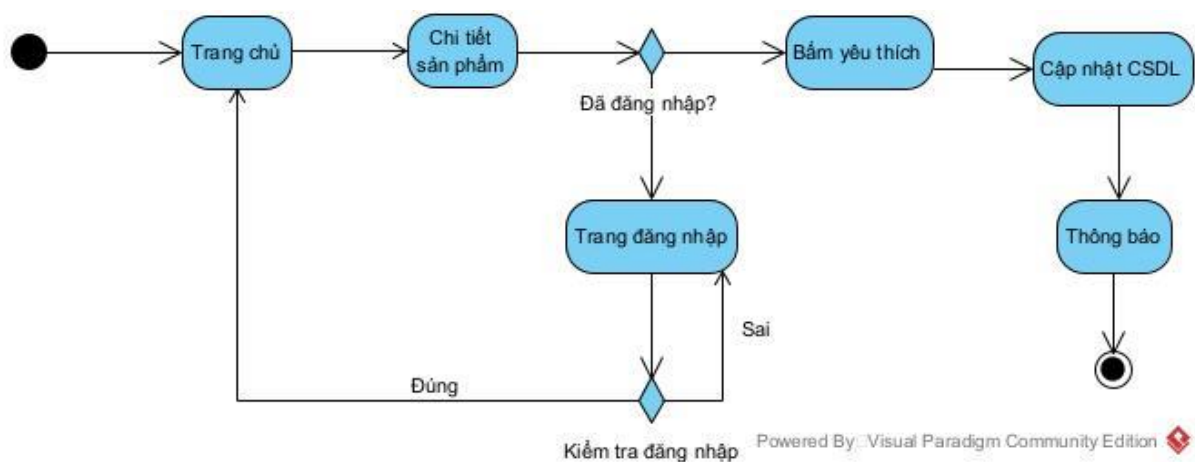 Trang chủ
Chi tiết
sản phẩm
Bấm yêu thích
Cập nhật CSDL
Đã đăng nhập?
Trang đăng nhập
Thông báo
Sai
Đúng
Kiểm tra đăng nhập
Powered By Visual Paradigm Community Edition